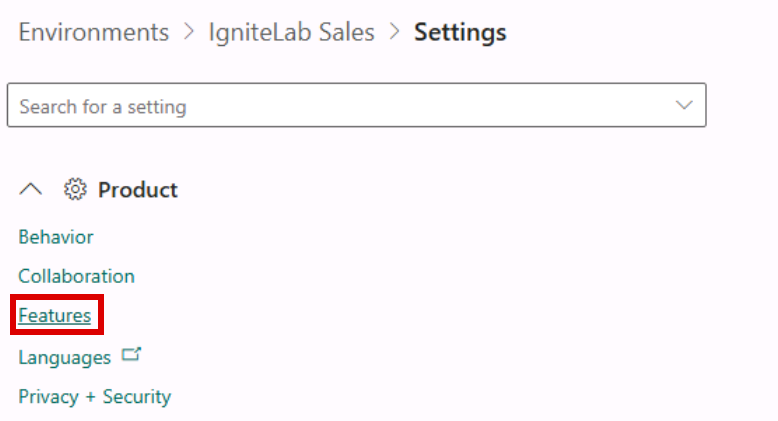 Environments > IgniteLab Sales > Settings
Search for a setting
Product
Behavior
Collaboration
Features
Languages
Privacy + Security